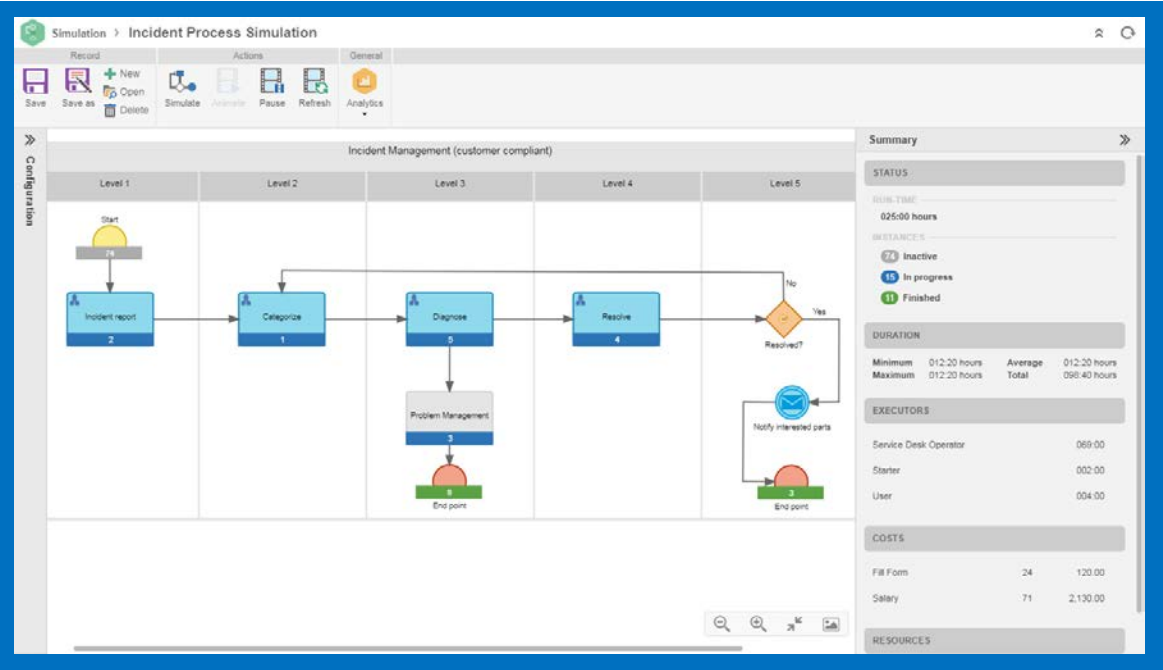 Simulation > Incident Process Simulation
Record
Actions
General
Save
Save as
New
Open
Delete
Simulate
Animate
Pause
Refresh
Analytics
Configuration
Incident Management (customer compliant)
Level 1
Level 2
Level 3
Level 4
Level 5
Start
74
Incident report
2
Categorize
1
Diagnose
5
Resolve
4
No
Yes
Resolved?
Problem Management
3
Notify interested parts
End point
3
End point
Summary
STATUS
RUN-TIME
025:00 hours
INSTANCES
74 Inactive
15 In progress
11 Finished
DURATION
Minimum 012:20 hours Average 012:20 hours
Maximum 012:20 hours Total 098:40 hours
EXECUTORS
Service Desk Operator 069:00
Starter 002:00
User 004:00
COSTS
Fill Form 24 120.00
Salary 71 2,130.00
RESOURCES